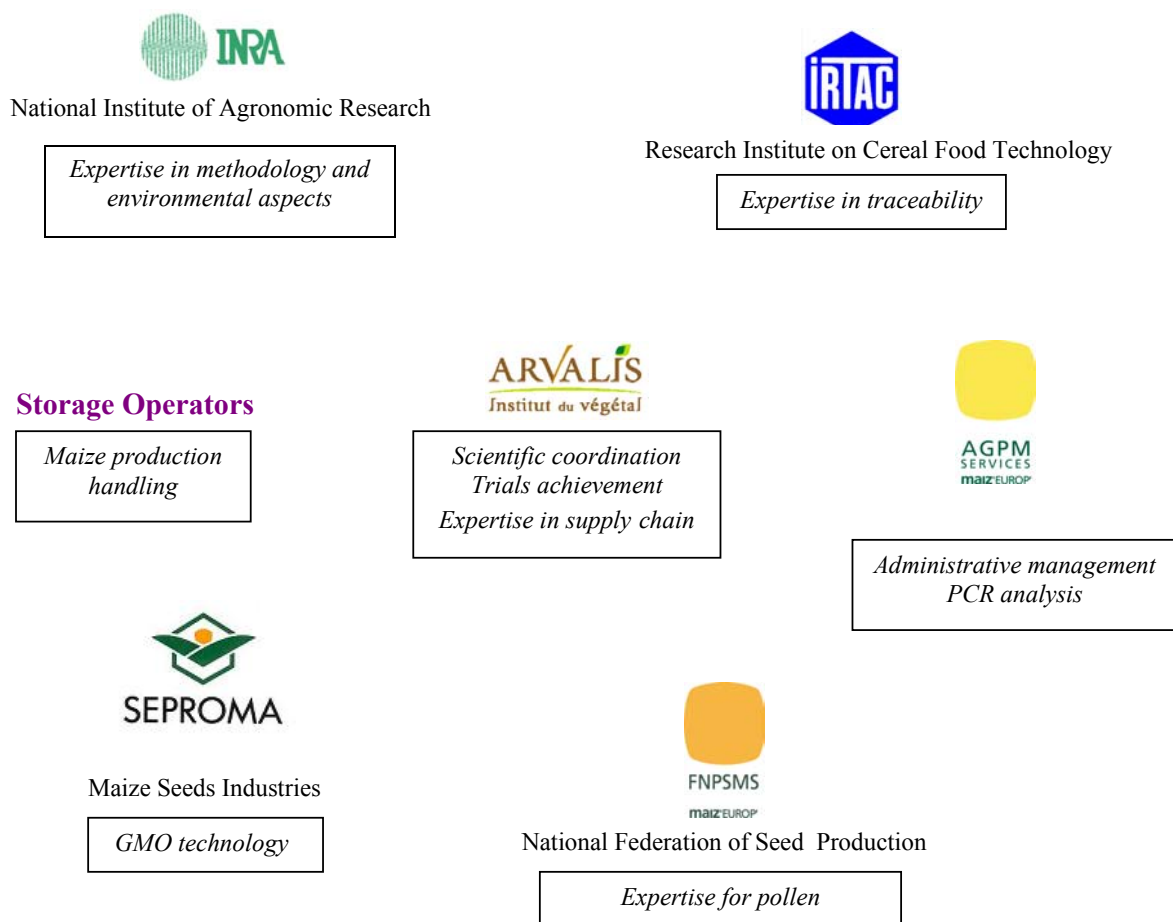 INRA
National Institute of Agronomic Research
Expertise in methodology and
environmental aspects
iRTAC
Research Institute on Cereal Food Technology
Expertise in traceability
Storage Operators
Maize production
handling
ARVALIS
Institut du végétal
Scientific coordination
Trials achievement
Expertise in supply chain
AGPM
SERVICES
maiz'EUROP'
Administrative management
PCR analysis
SEPROMA
Maize Seeds Industries
GMO technology
FNPSMS
maiz'EUROP'
National Federation of Seed Production
Expertise for pollen